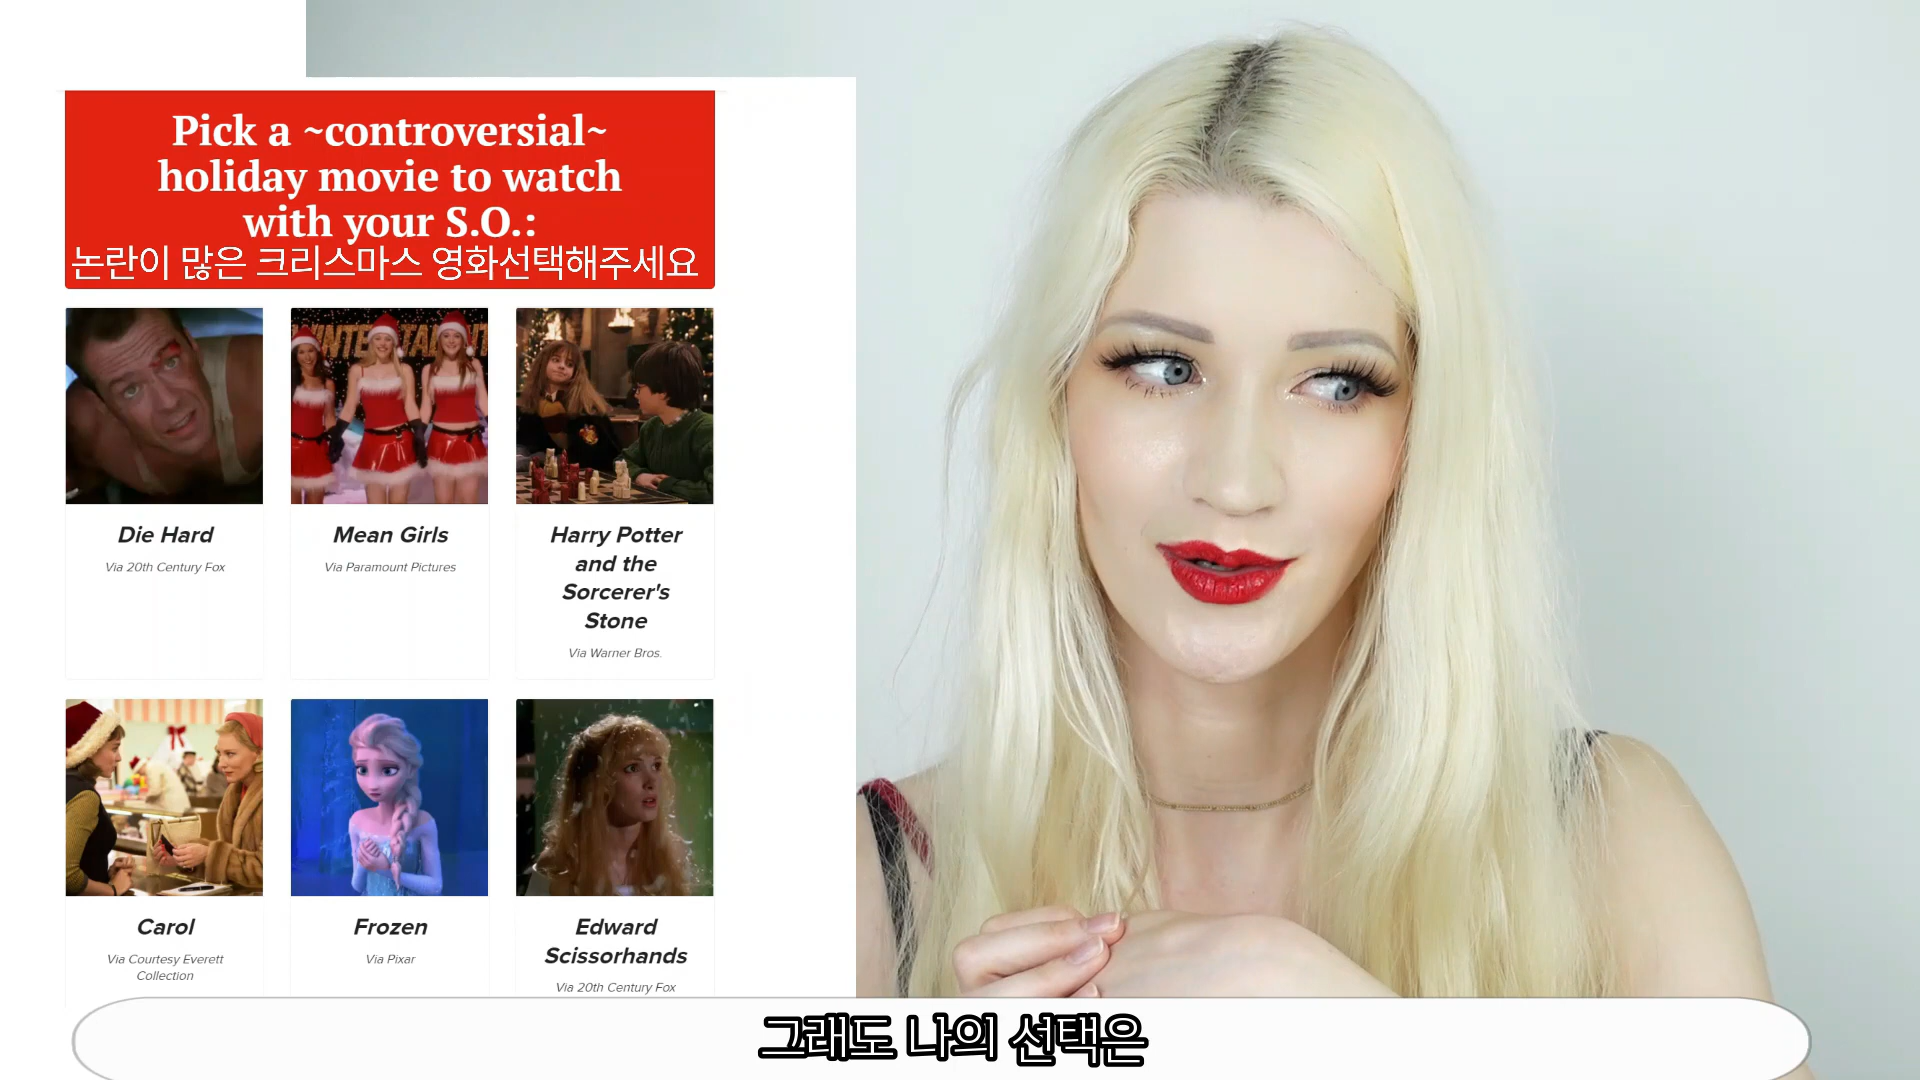 Pick a ~controversial~
holiday movie to watch
with your S.O.:
논란이 많은 크리스마스 영화선택해주세요
Die Hard
Via 20th Century Fox
Mean Girls
Via Paramount Pictures
Harry Potter
and the
Sorcerer's
Stone
Via Warner Bros.
Carol
Via Courtesy Everett
Collection
Frozen
Via Pixar
Edward
Scissorhands
Via 20th Century Fox
그래도 나의 선택은